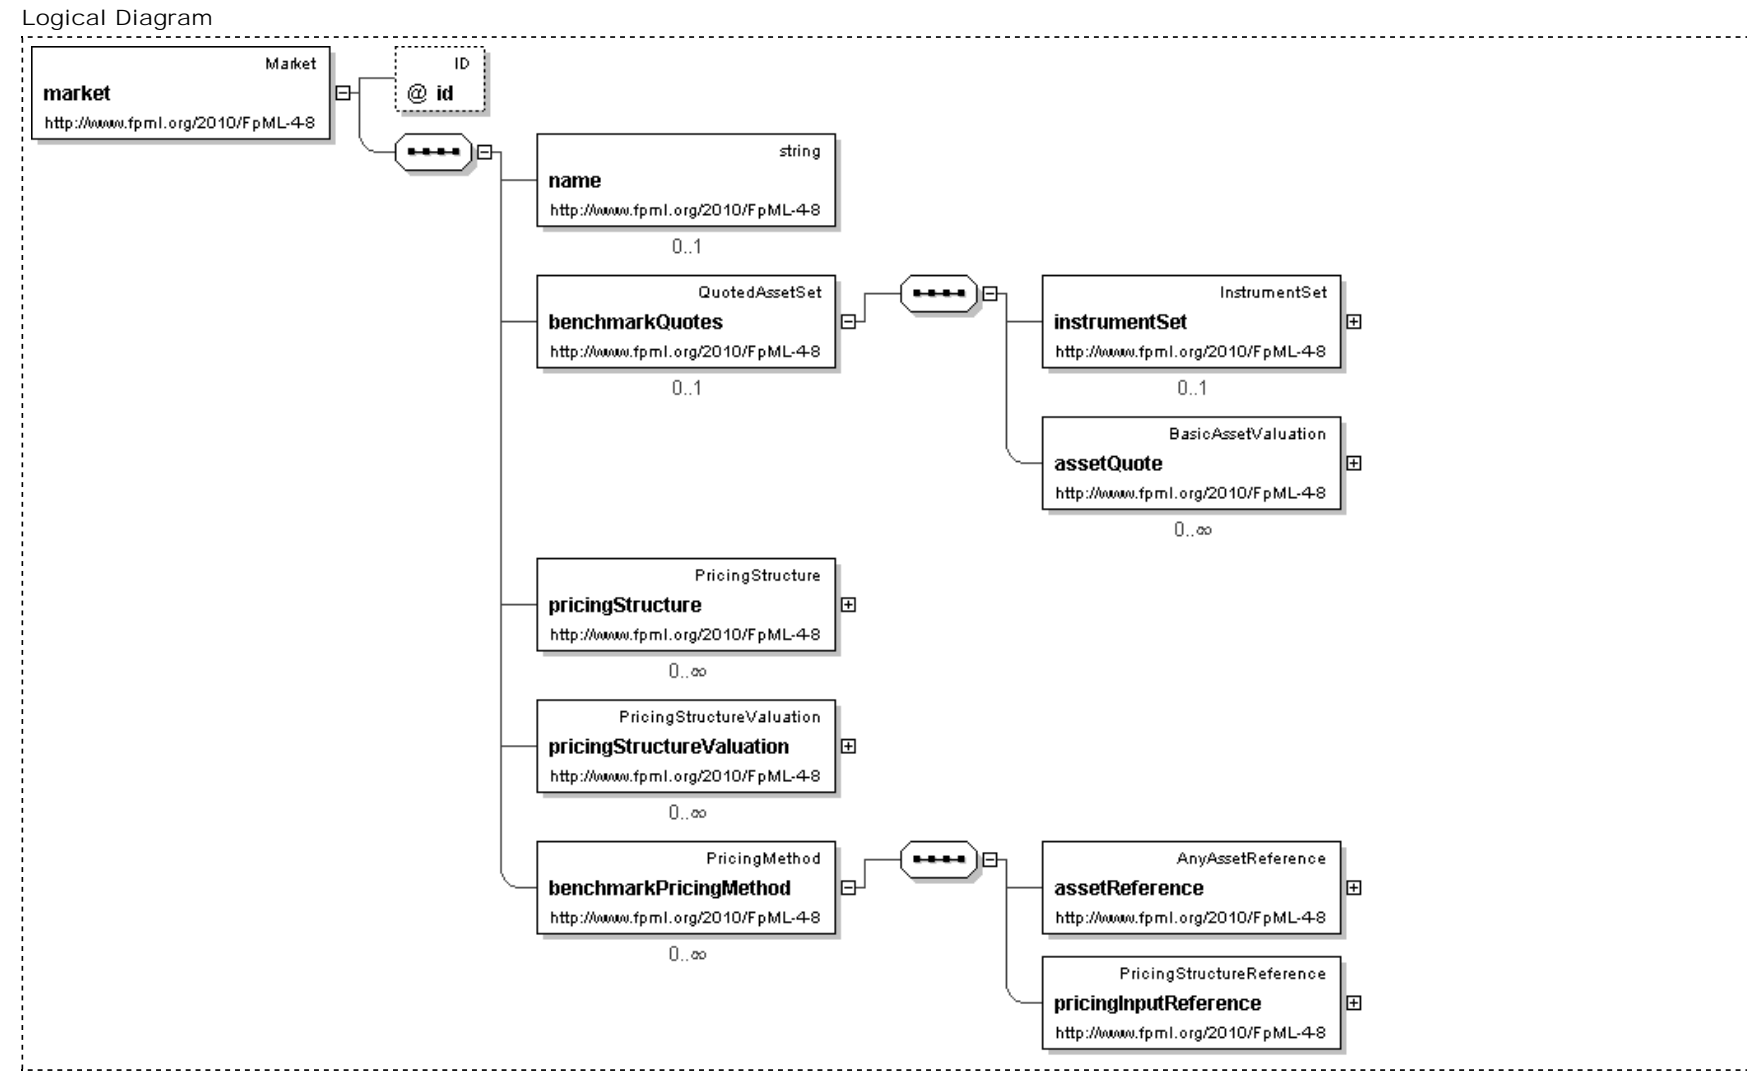 Logical Diagram
Market
market
http://www.fpml.org/2010/FpML-4-8
ID
@ id
string
name
http://www.fpml.org/2010/FpML-4-8
0..1
QuotedAssetSet
benchmarkQuotes
http://www.fpml.org/2010/FpML-4-8
0..1
InstrumentSet
instrumentSet
http://www.fpml.org/2010/FpML-4-8
0..1
BasicAssetValuation
assetQuote
http://www.fpml.org/2010/FpML-4-8
0..∞
PricingStructure
pricingStructure
http://www.fpml.org/2010/FpML-4-8
0..∞
PricingStructureValuation
pricingStructureValuation
http://www.fpml.org/2010/FpML-4-8
0..∞
PricingMethod
benchmarkPricingMethod
http://www.fpml.org/2010/FpML-4-8
0..∞
AnyAssetReference
assetReference
http://www.fpml.org/2010/FpML-4-8
PricingStructureReference
pricingInputReference
http://www.fpml.org/2010/FpML-4-8